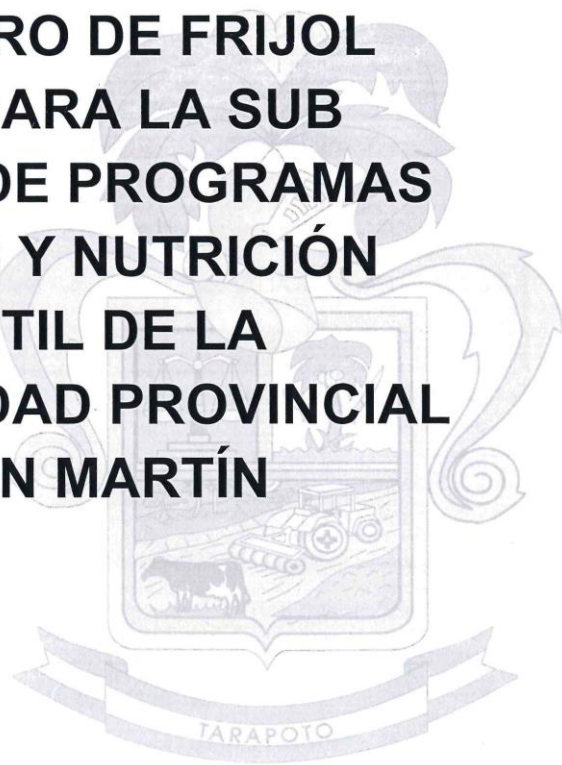 RO DE FRIJOL
ARA LA SUB
DE PROGRAMAS
Y NUTRICIÓN
TIL DE LA
DAD PROVINCIAL
N MARTÍN
TARAPOTO